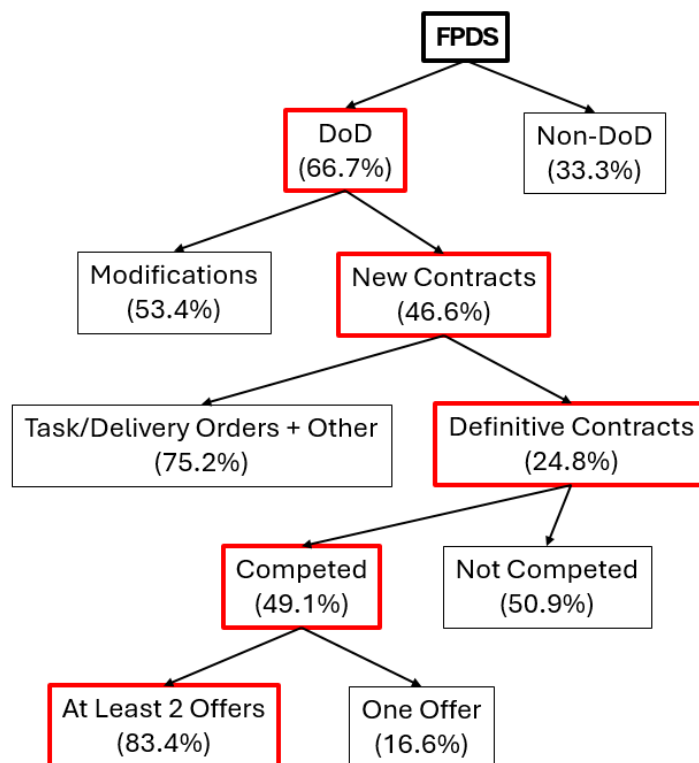 FPDS
DoD
(66.7%)
Non-DoD
(33.3%)
Modifications
(53.4%)
New Contracts
(46.6%)
Task/Delivery Orders + Other
(75.2%)
Definitive Contracts
(24.8%)
Competed
(49.1%)
Not Competed
(50.9%)
At Least 2 Offers
(83.4%)
One Offer
(16.6%)